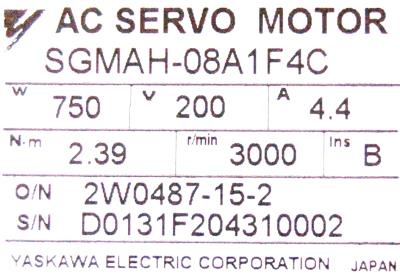 AC SERVO MOTOR
SGMAH-08A1F4C
W 750 V 200 A 4.4
N·m 2.39 r/min 3000 Ins B
O/N 2W0487-15-2
S/N D0131F204310002
YASKAWA ELECTRIC CORPORATION JAPAN